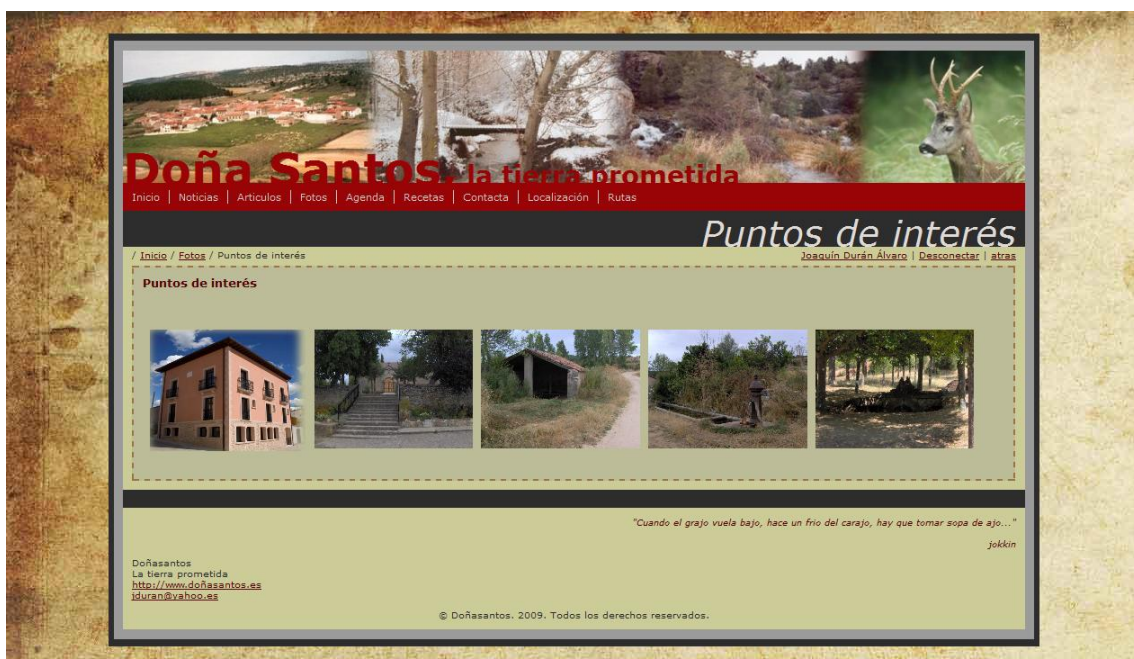 Doña Santos, la tierra prometida
Inicio | Noticias | Articulos | Fotos | Agenda | Recetas | Contacta | Localización | Rutas
Puntos de interés
/ Inicio / Fotos / Puntos de interés
Joaquín Durán Álvaro | Desconectar | atras
Puntos de interés
"Cuando el grajo vuela bajo, hace un frio del carajo, hay que tomar sopa de ajo..."
jokkin
Doñasantos
La tierra prometida
http://www.doñasantos.es
jduran@yahoo.es
© Doñasantos. 2009. Todos los derechos reservados.